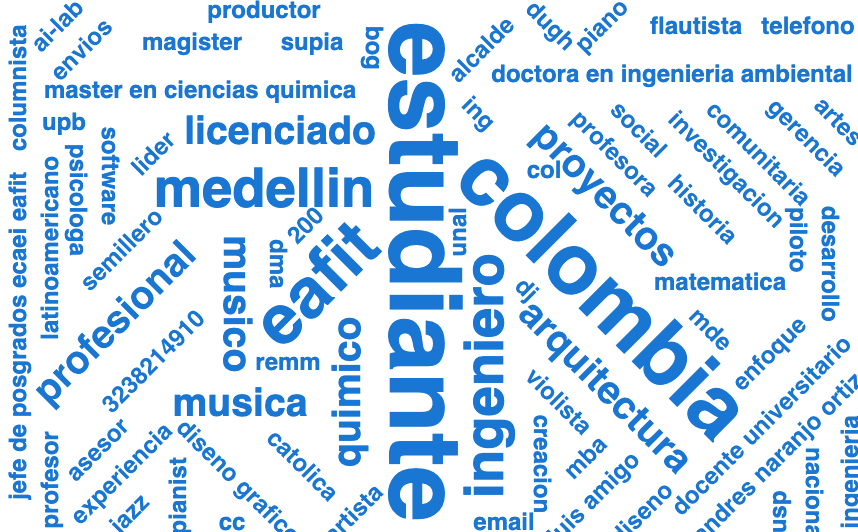 productor
ai-lab
envios
magister
supia
bog
alcalde
dugh
piano
flautista
telefono
columnista
master en ciencias quimica
doctora en ingenieria ambiental
upb
psicologa
software
lider
licenciado
ing
social
profesora
investigacion
comunitaria
gerencia
artes
estudiante
medellin
proyectos
col
colombia
historia
piloto
desarrollo
latinoamericano
semillero
200
unal
eafit
dma
musico
profesional
matematica
mde
dj
ingeniero
arquitectura
enfoque
jefe de posgrados ecaei eafit
3238214910
remm
quimico
musica
violista
docente universitario
andres naranjo ortiz
profesor
asesor
experiencia
diseno grafico
catolica
creacion
mba
luis amigo
diseno
jazz
pianist
cc
artista
email
dsn
naciona
ingenieria